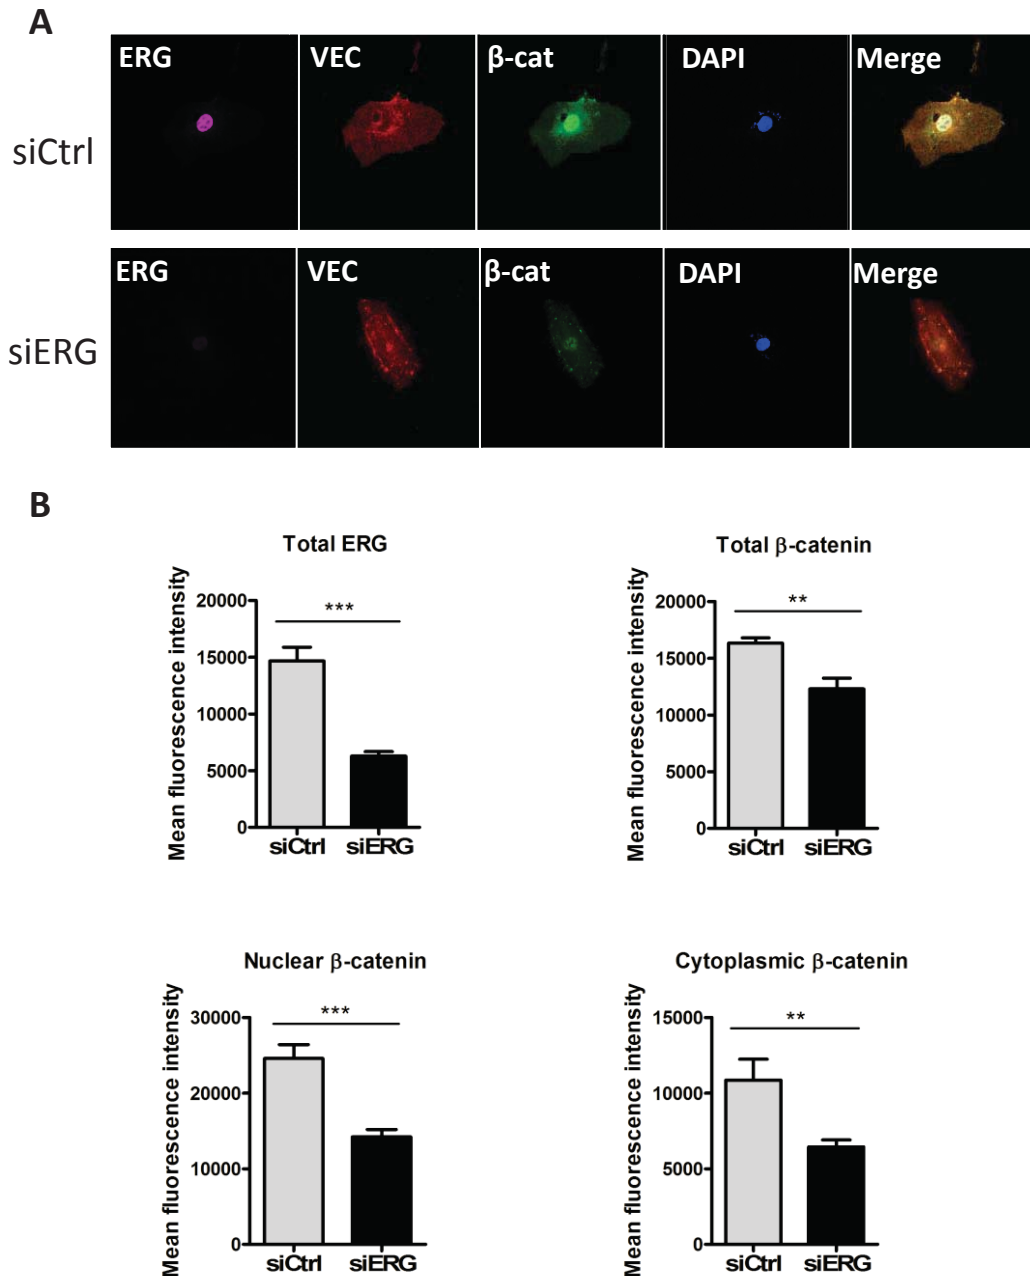 A
siCtrl
ERG VEC β-cat DAPI Merge
siERG
ERG VEC β-cat DAPI Merge
B
Total ERG
Mean fluorescence intensity
20000
15000
10000
5000
0
***
siCtrl siERG
Total β-catenin
Mean fluorescence intensity
20000
15000
10000
5000
0
**
siCtrl siERG
Nuclear β-catenin
Mean fluorescence intensity
30000
20000
10000
0
***
siCtrl siERG
Cytoplasmic β-catenin
Mean fluorescence intensity
15000
10000
5000
0
**
siCtrl siERG